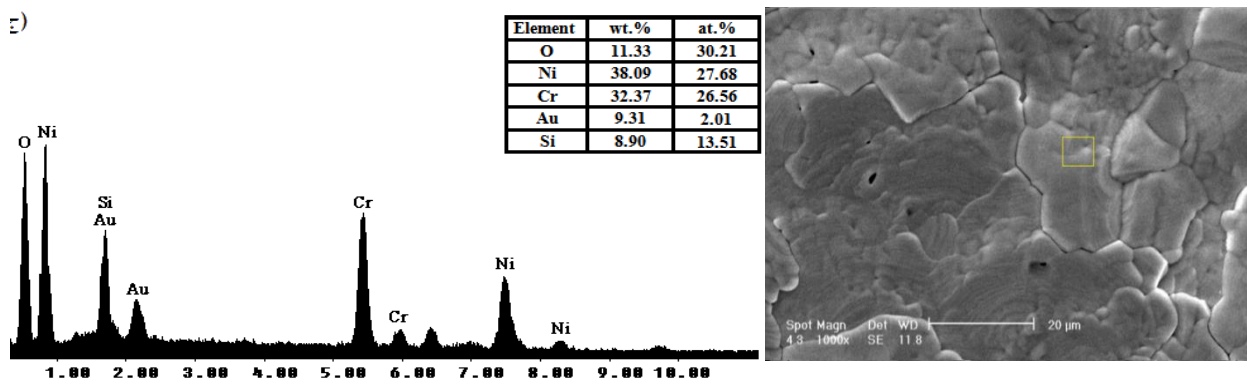 Element wt.% at.%
O 11.33 30.21
Ni 38.09 27.68
Cr 32.37 26.56
Au 9.31 2.01
Si 8.90 13.51
O
Ni
Si
Au
Au
Cr
Cr
Ni
Ni
1.00 2.00 3.00 4.00 5.00 6.00 7.00 8.00 9.00 10.00
Spot Magn Det WD
4.3 1000x SE 11.8
20 µm